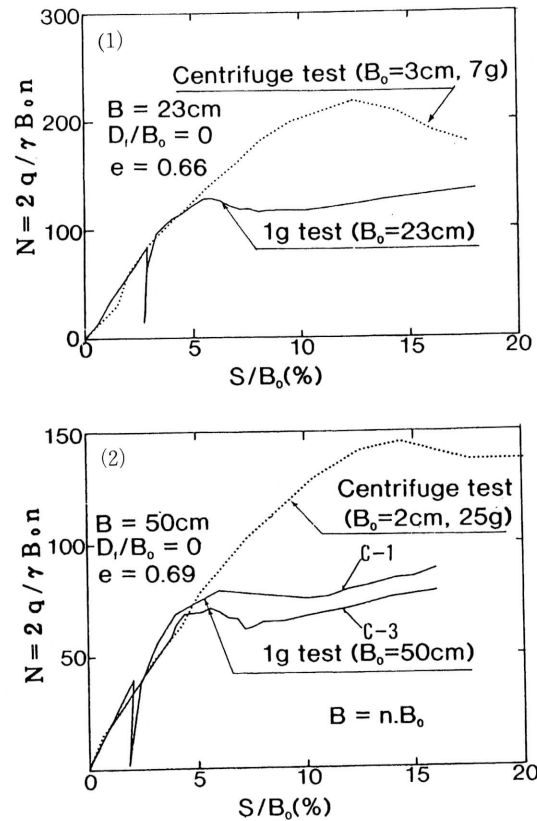 (1)
300
200
100
0
N = 2 q / γ B₀ n
Centrifuge test (B₀=3cm, 7g)
B = 23cm
Df/B₀ = 0
e = 0.66
1g test (B₀=23cm)
0 5 10 15 20
S/B₀(%)
(2)
150
100
50
N = 2 q / γ B₀ n
B = 50cm
Df/B₀ = 0
e = 0.69
Centrifuge test
(B₀=2cm, 25g)
C-1
C-3
1g test (B₀=50cm)
B = n.B₀
0 5 10 15 20
S/B₀(%)